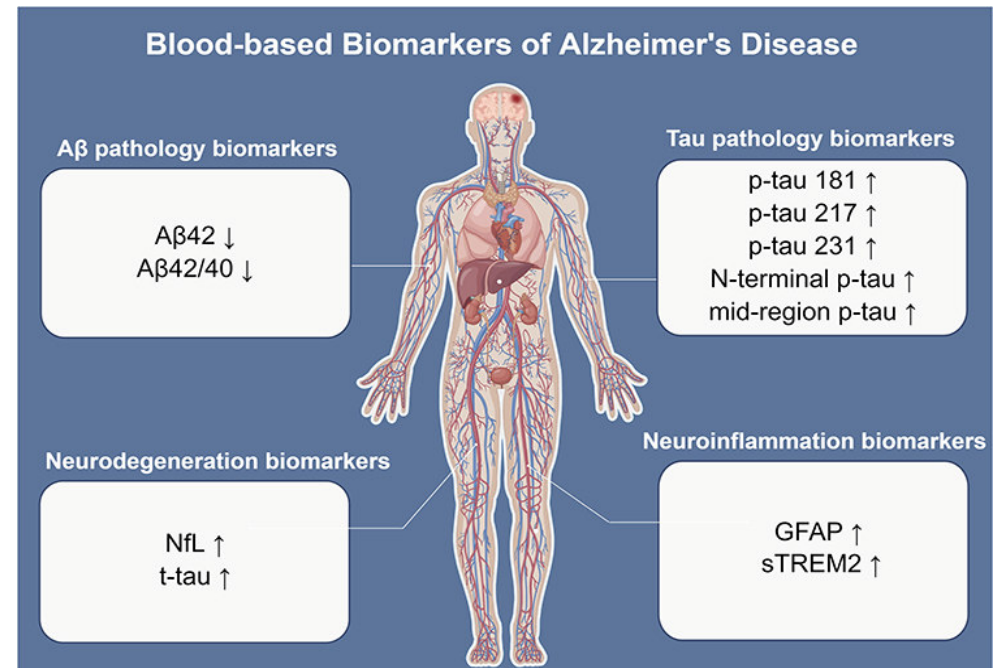 Blood-based Biomarkers of Alzheimer's Disease
Aβ pathology biomarkers
Aβ42 ↓
Aβ42/40 ↓
Tau pathology biomarkers
p-tau 181 ↑
p-tau 217 ↑
p-tau 231 ↑
N-terminal p-tau ↑
mid-region p-tau ↑
Neurodegeneration biomarkers
NfL ↑
t-tau ↑
Neuroinflammation biomarkers
GFAP ↑
sTREM2 ↑